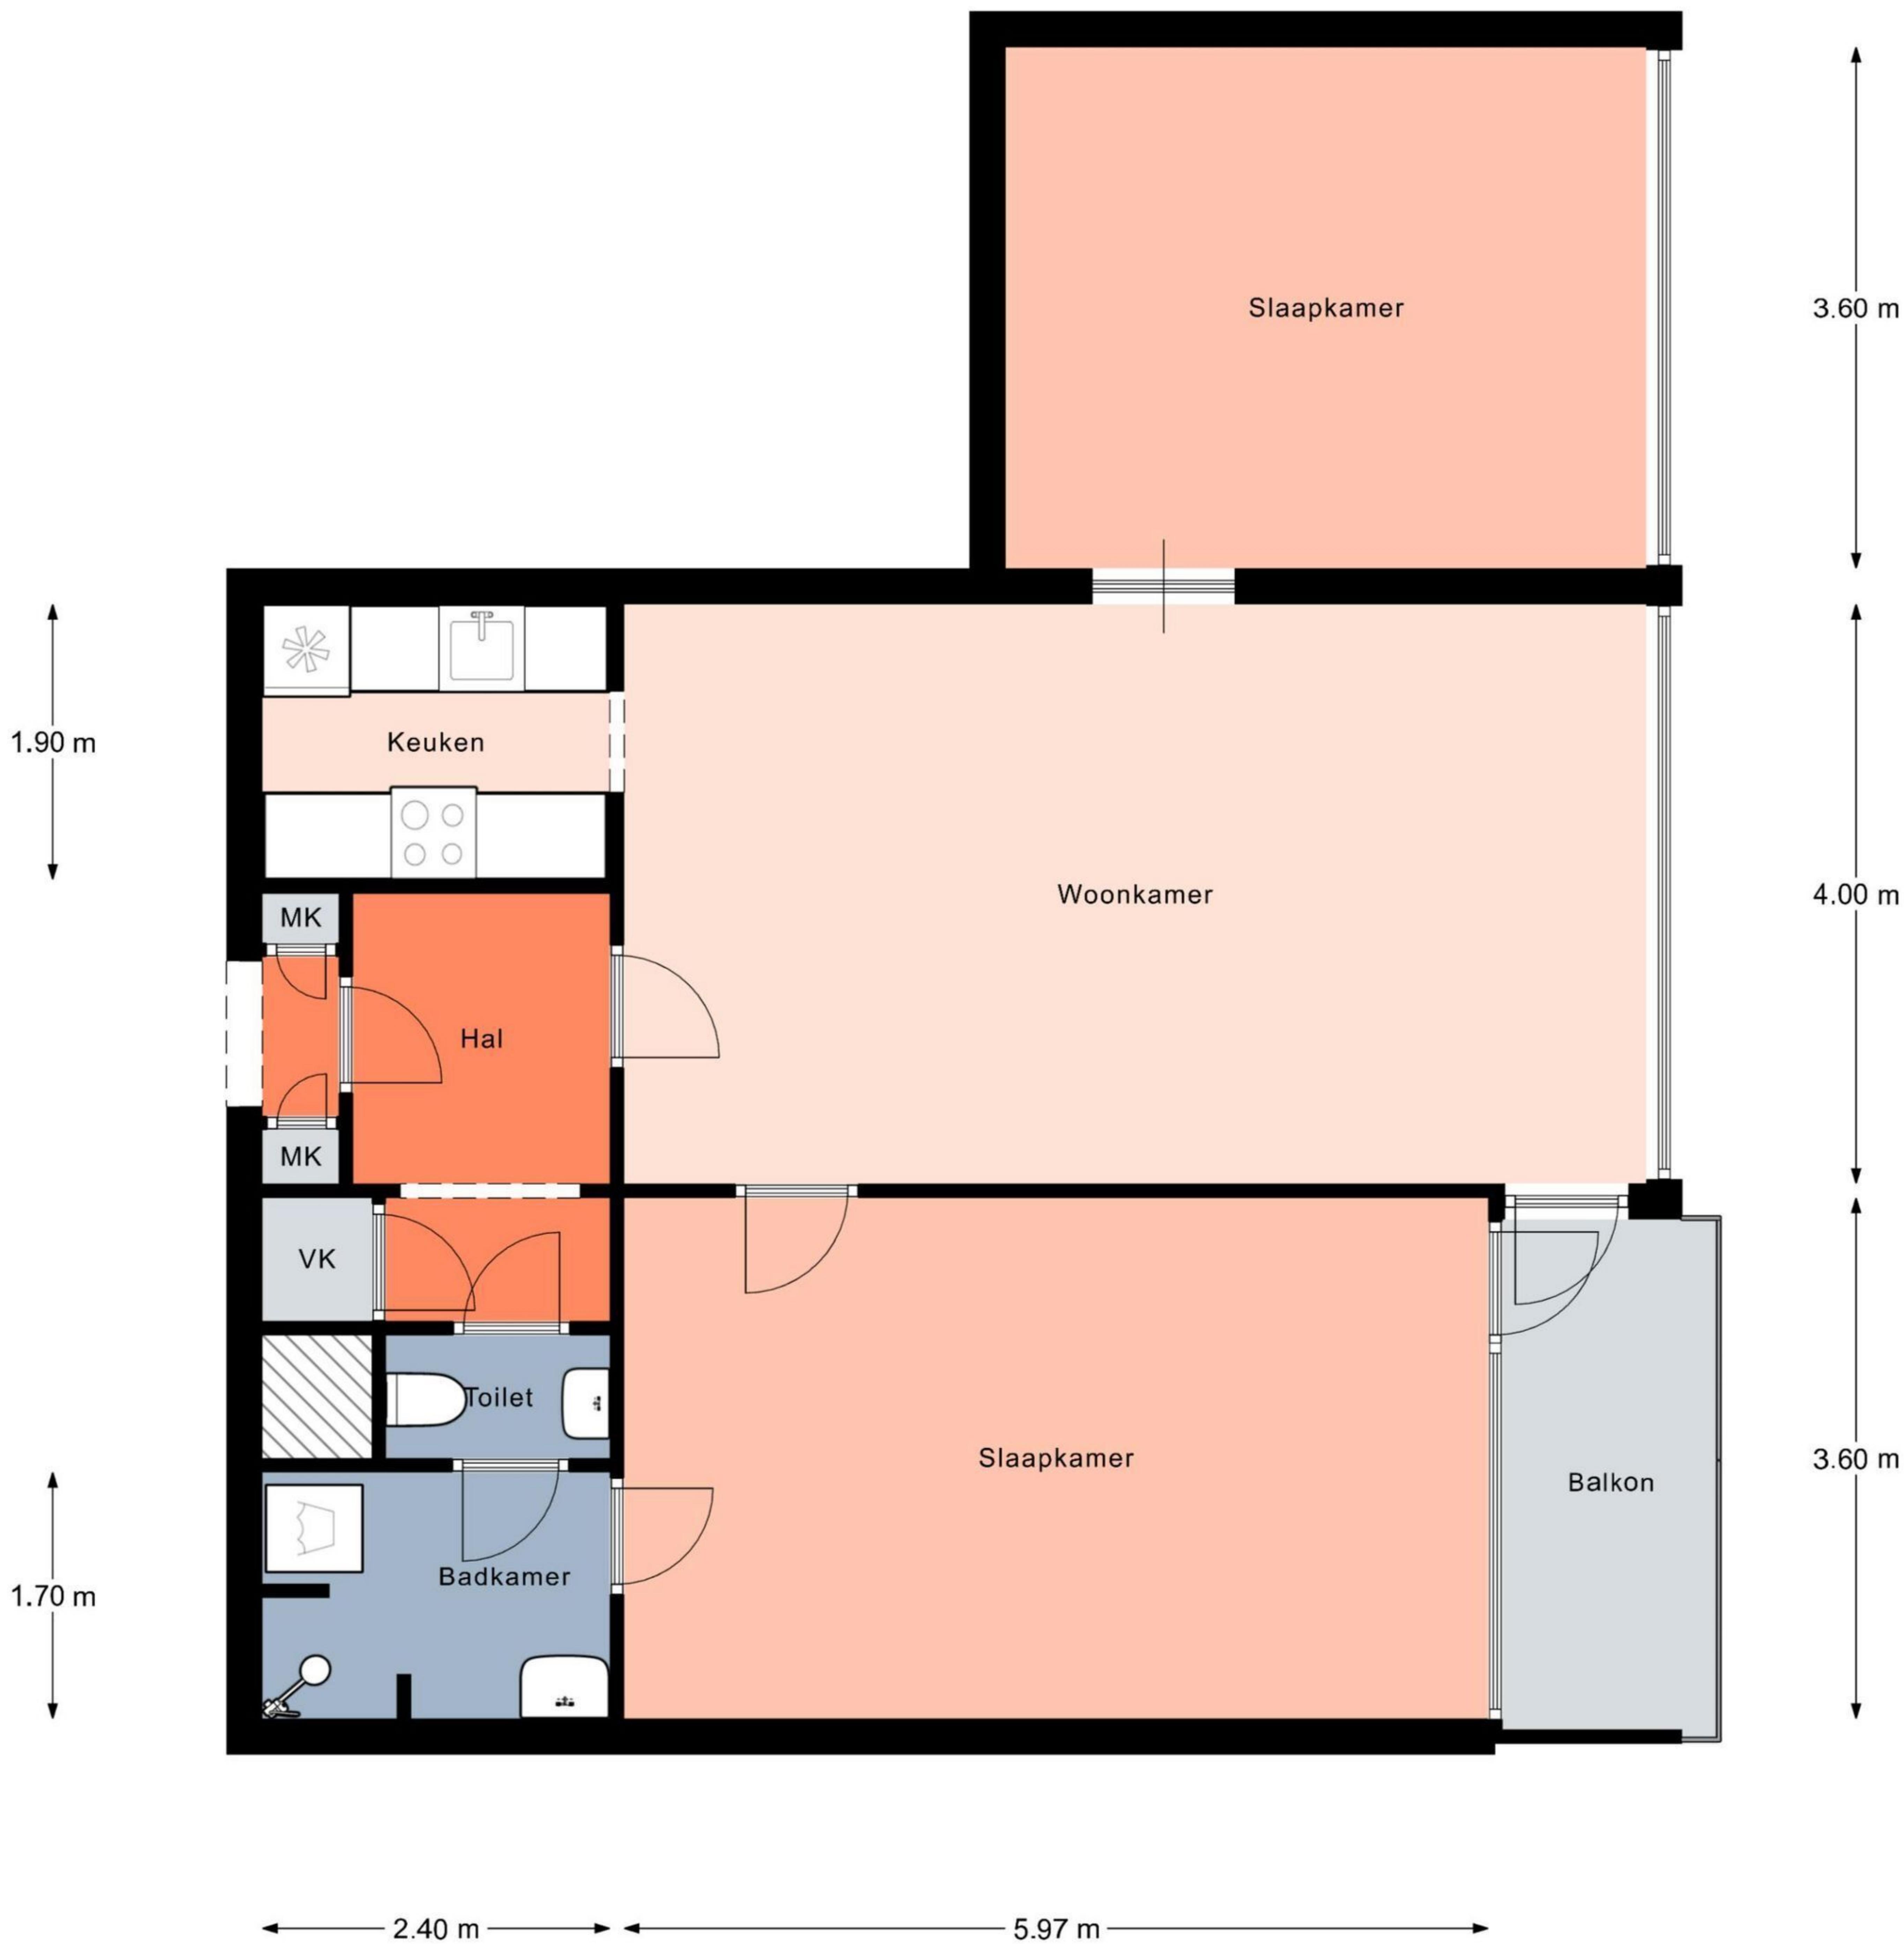 Slaapkamer
3.60 m
1.90 m
Keuken
Woonkamer
4.00 m
MK
Hal
MK
VK
Toilet
Slaapkamer
3.60 m
Balkon
Badkamer
1.70 m
2.40 m
5.97 m